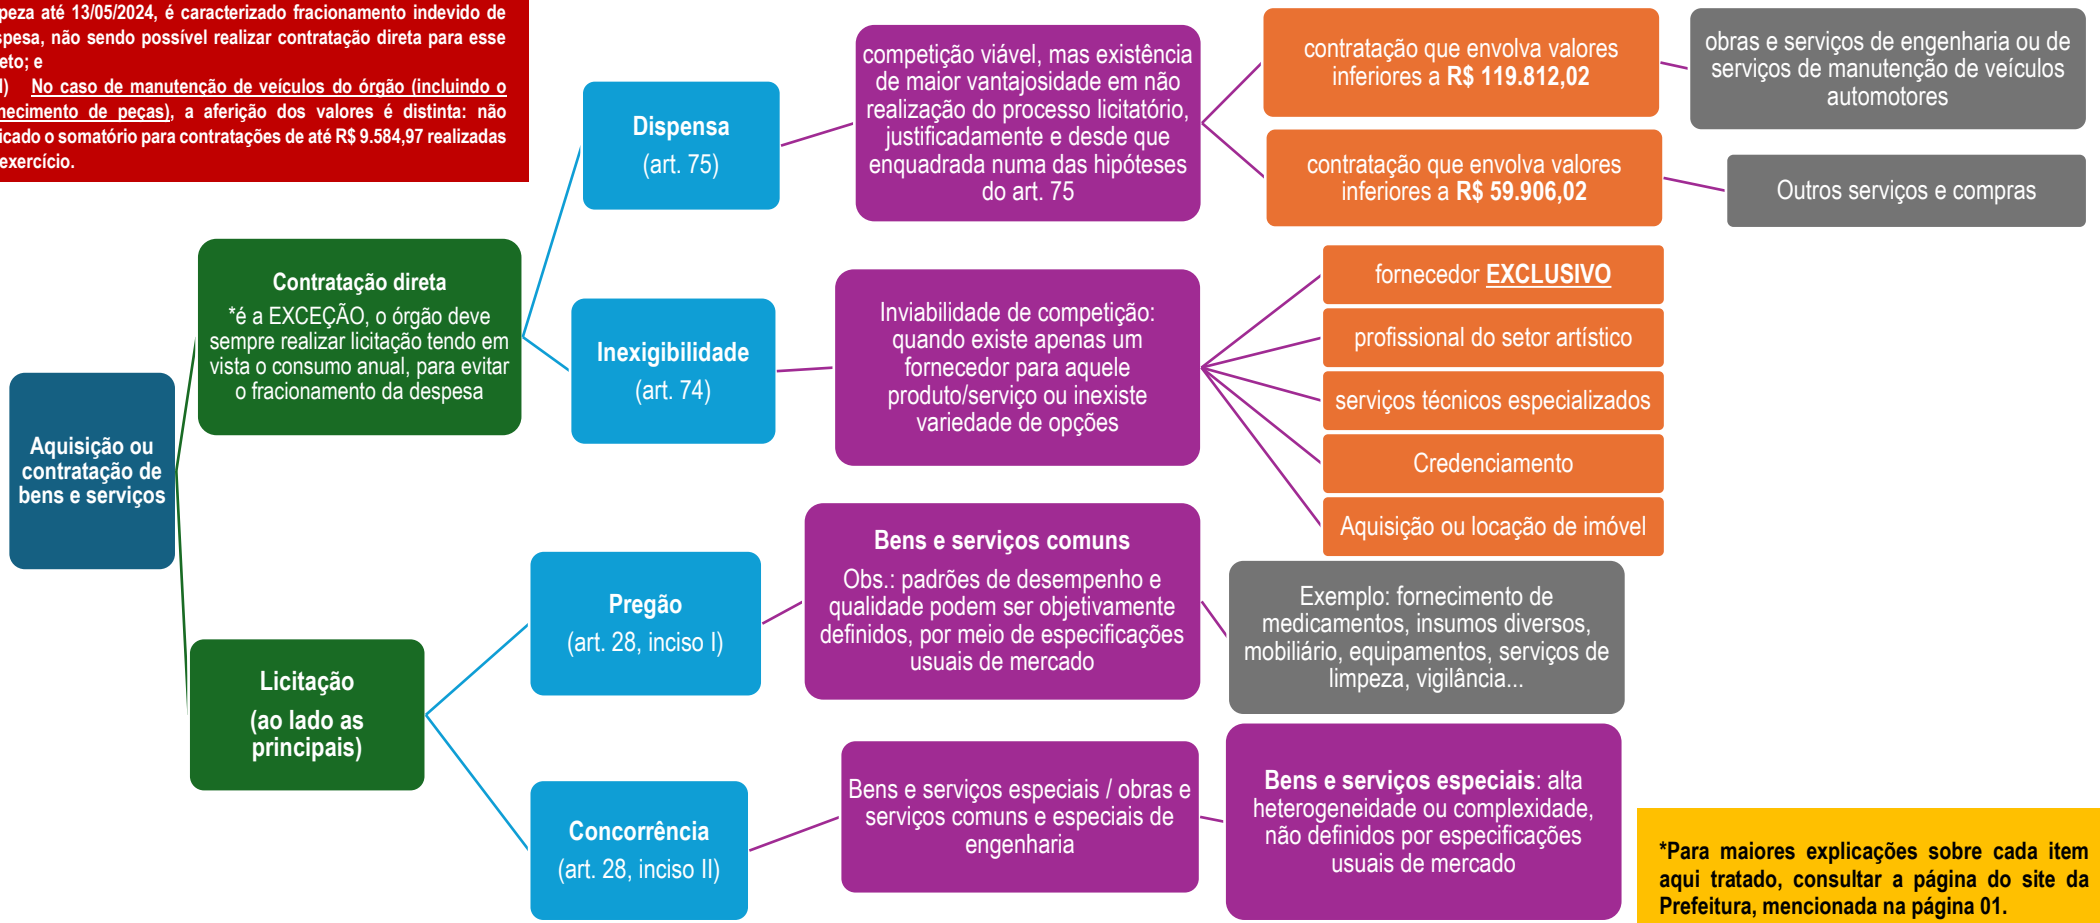 até 13/05/2024, é caracterizado fracionamento indevido de
não sendo possível realizar contratação direta para esse
e
No caso de manutenção de veículos do órgão (incluindo o
de peças), a aferição dos valores é distinta: não
o somatório para contratações de até R$ 9.584,97 realizadas
exercício.
Aquisição ou
contratação de
bens e serviços
Contratação direta
*é a EXCEÇÃO, o órgão deve
sempre realizar licitação tendo em
vista o consumo anual, para evitar
o fracionamento da despesa
Dispensa
(art. 75)
competição viável, mas existência
de maior vantajosidade em não
realização do processo licitatório,
justificadamente e desde que
enquadrada numa das hipóteses
do art. 75
contratação que envolva valores
inferiores a R$ 119.812,02
obras e serviços de engenharia ou de
serviços de manutenção de veículos
automotores
contratação que envolva valores
inferiores a R$ 59.906,02
Outros serviços e compras
Inexigibilidade
(art. 74)
Inviabilidade de competição:
quando existe apenas um
fornecedor para aquele
produto/serviço ou inexiste
variedade de opções
fornecedor EXCLUSIVO
profissional do setor artístico
serviços técnicos especializados
Credenciamento
Aquisição ou locação de imóvel
Licitação
(ao lado as
principais)
Pregão
(art. 28, inciso I)
Bens e serviços comuns
Obs.: padrões de desempenho e
qualidade podem ser objetivamente
definidos, por meio de especificações
usuais de mercado
Exemplo: fornecimento de
medicamentos, insumos diversos,
mobiliário, equipamentos, serviços de
limpeza, vigilância...
Concorrência
(art. 28, inciso II)
Bens e serviços especiais / obras e
serviços comuns e especiais de
engenharia
Bens e serviços especiais: alta
heterogeneidade ou complexidade,
não definidos por especificações
usuais de mercado
*Para maiores explicações sobre cada item
aqui tratado, consultar a página do site da
Prefeitura, mencionada na página 01.